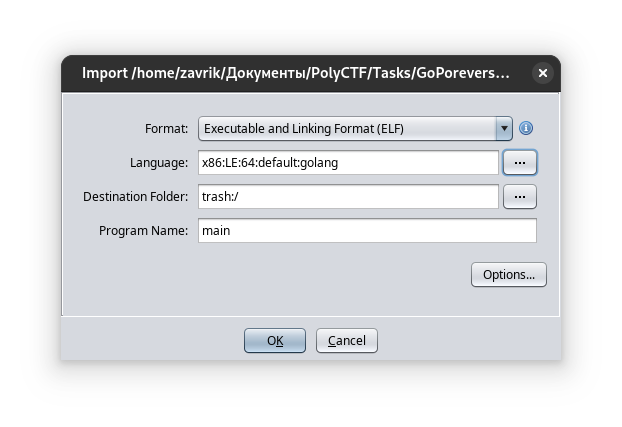 Import /home/zavrik/Документы/PolyCTF/Tasks/GoPorevers...
Format: Executable and Linking Format (ELF)
Language: x86:LE:64:default:golang ...
Destination Folder: trash:/ ...
Program Name: main
Options...
OK Cancel